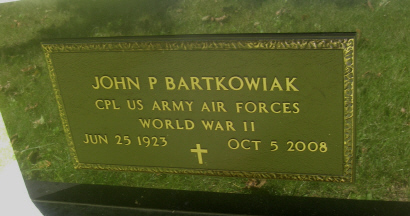 JOHN P BARTKOWIAK
CPL US ARMY AIR FORCES
WORLD WAR II
JUN 25 1923 OCT 5 2008